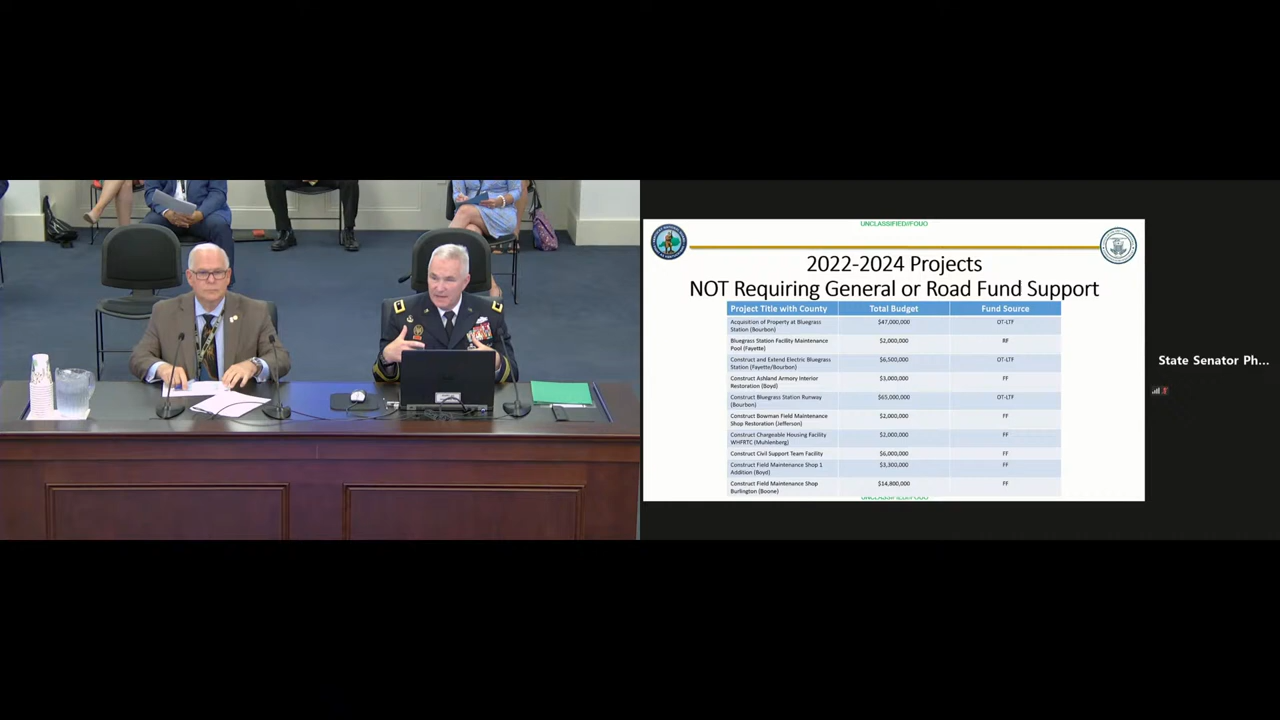 UNCLASSIFIED//FOUO
2022-2024 Projects
NOT Requiring General or Road Fund Support
Project Title with County Total Budget Fund Source
Acquisition of Property at Bluegrass
Station (Bourbon) $47,000,000 OT-LTF
Bluegrass Station Facility Maintenance
Pool (Fayette) $2,000,000 RF
Construct and Extend Electric Bluegrass
Station (Fayette/Bourbon) $6,500,000 OT-LTF
Construct Ashland Armory Interior
Restoration (Boyd) $3,000,000 FF
Construct Bluegrass Station Runway
(Bourbon) $65,000,000 OT-LTF
Construct Bowman Field Maintenance
Shop Restoration (Jefferson) $2,000,000 FF
Construct Chargeable Housing Facility
WHFRTC (Muhlenberg) $2,000,000 FF
Construct Civil Support Team Facility $6,000,000 FF
Construct Field Maintenance Shop 1
Addition (Boyd) $3,300,000 FF
Construct Field Maintenance Shop
Burlington (Boone) $14,800,000 FF
UNCLASSIFIED//FOUO
State Senator Ph...